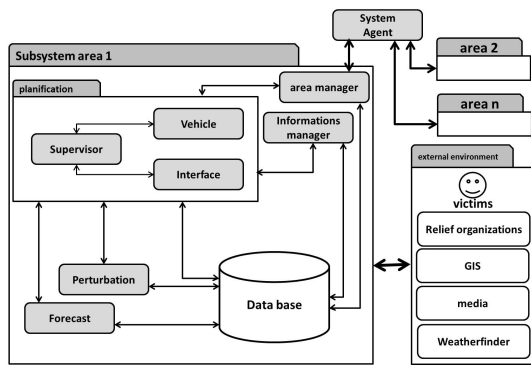 System
Agent
Subsystem area 1
area 2
planification
area manager
area n
Vehicle
Informations
manager
Supervisor
Interface
external environment
victims
Relief organizations
GIS
Perturbation
Data base
media
Forecast
Weatherfinder